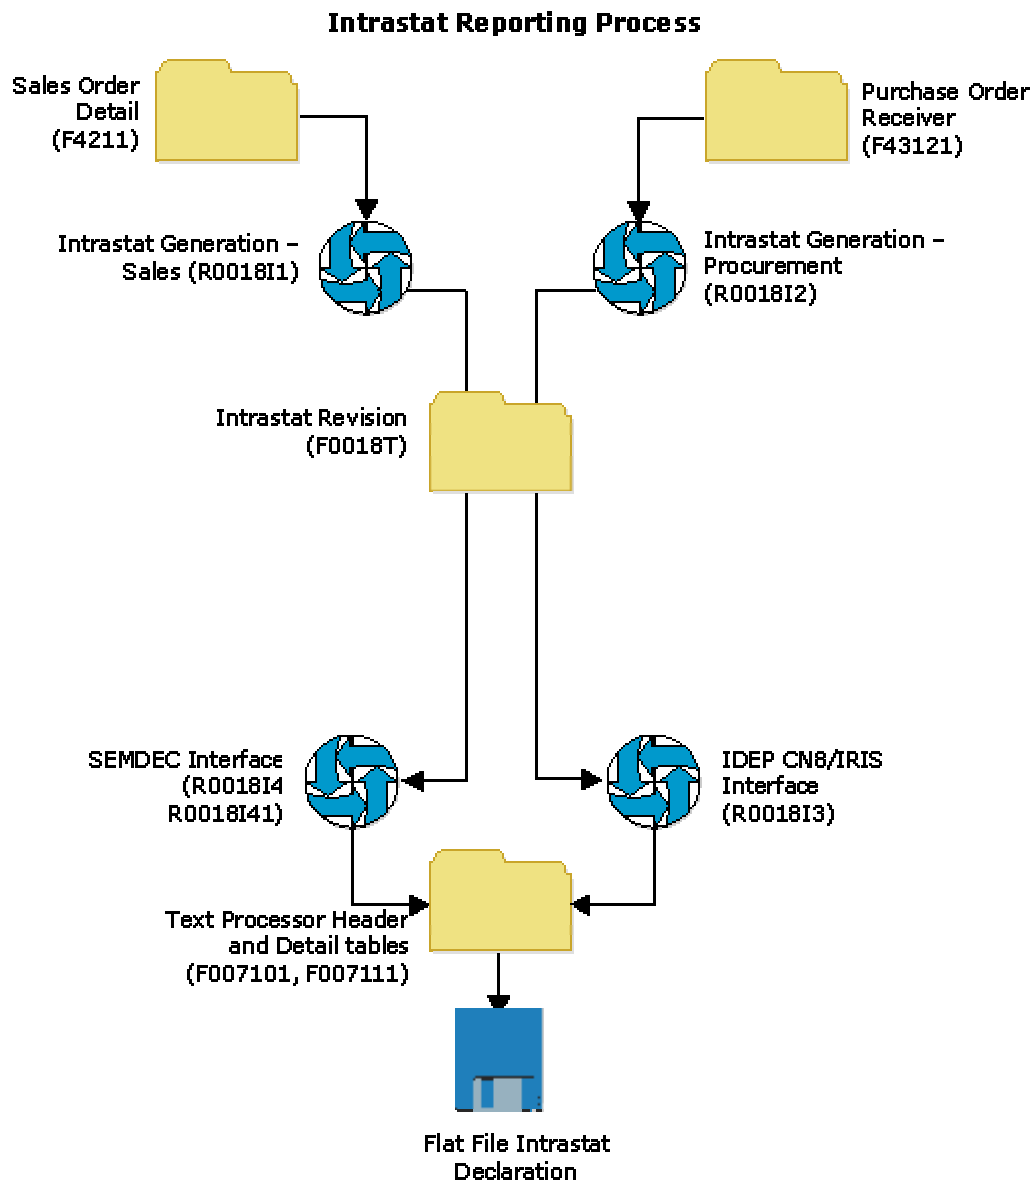 Intrastat Reporting Process
Sales Order
Detail
(F4211)
Purchase Order
Receiver
(F43121)
Intrastat Generation –
Sales (R0018I1)
Intrastat Generation –
Procurement
(R0018I2)
Intrastat Revision
(F0018T)
SEMDEC Interface
(R0018I4
R0018I41)
IDEP CN8/IRIS
Interface
(R0018I3)
Text Processor Header
and Detail tables
(F007101, F007111)
Flat File Intrastat
Declaration